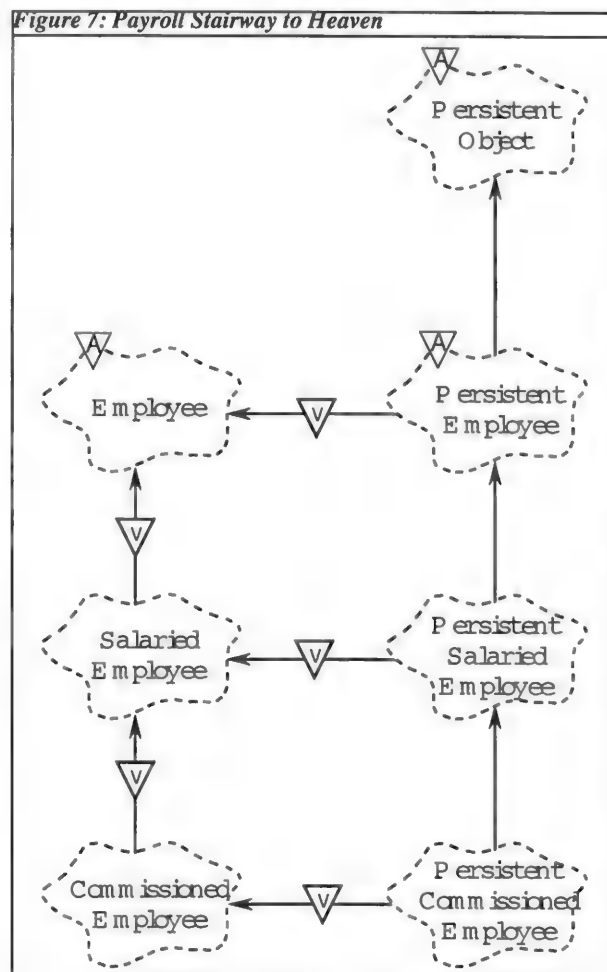 Figure 7: Payroll Stairway to Heaven
A
Persistent
Object
A
Employee
V
A
Persistent
Employee
V
Salaried
Employee
V
Persistent
Salaried
Employee
V
Commissioned
Employee
V
Persistent
Commissioned
Employee